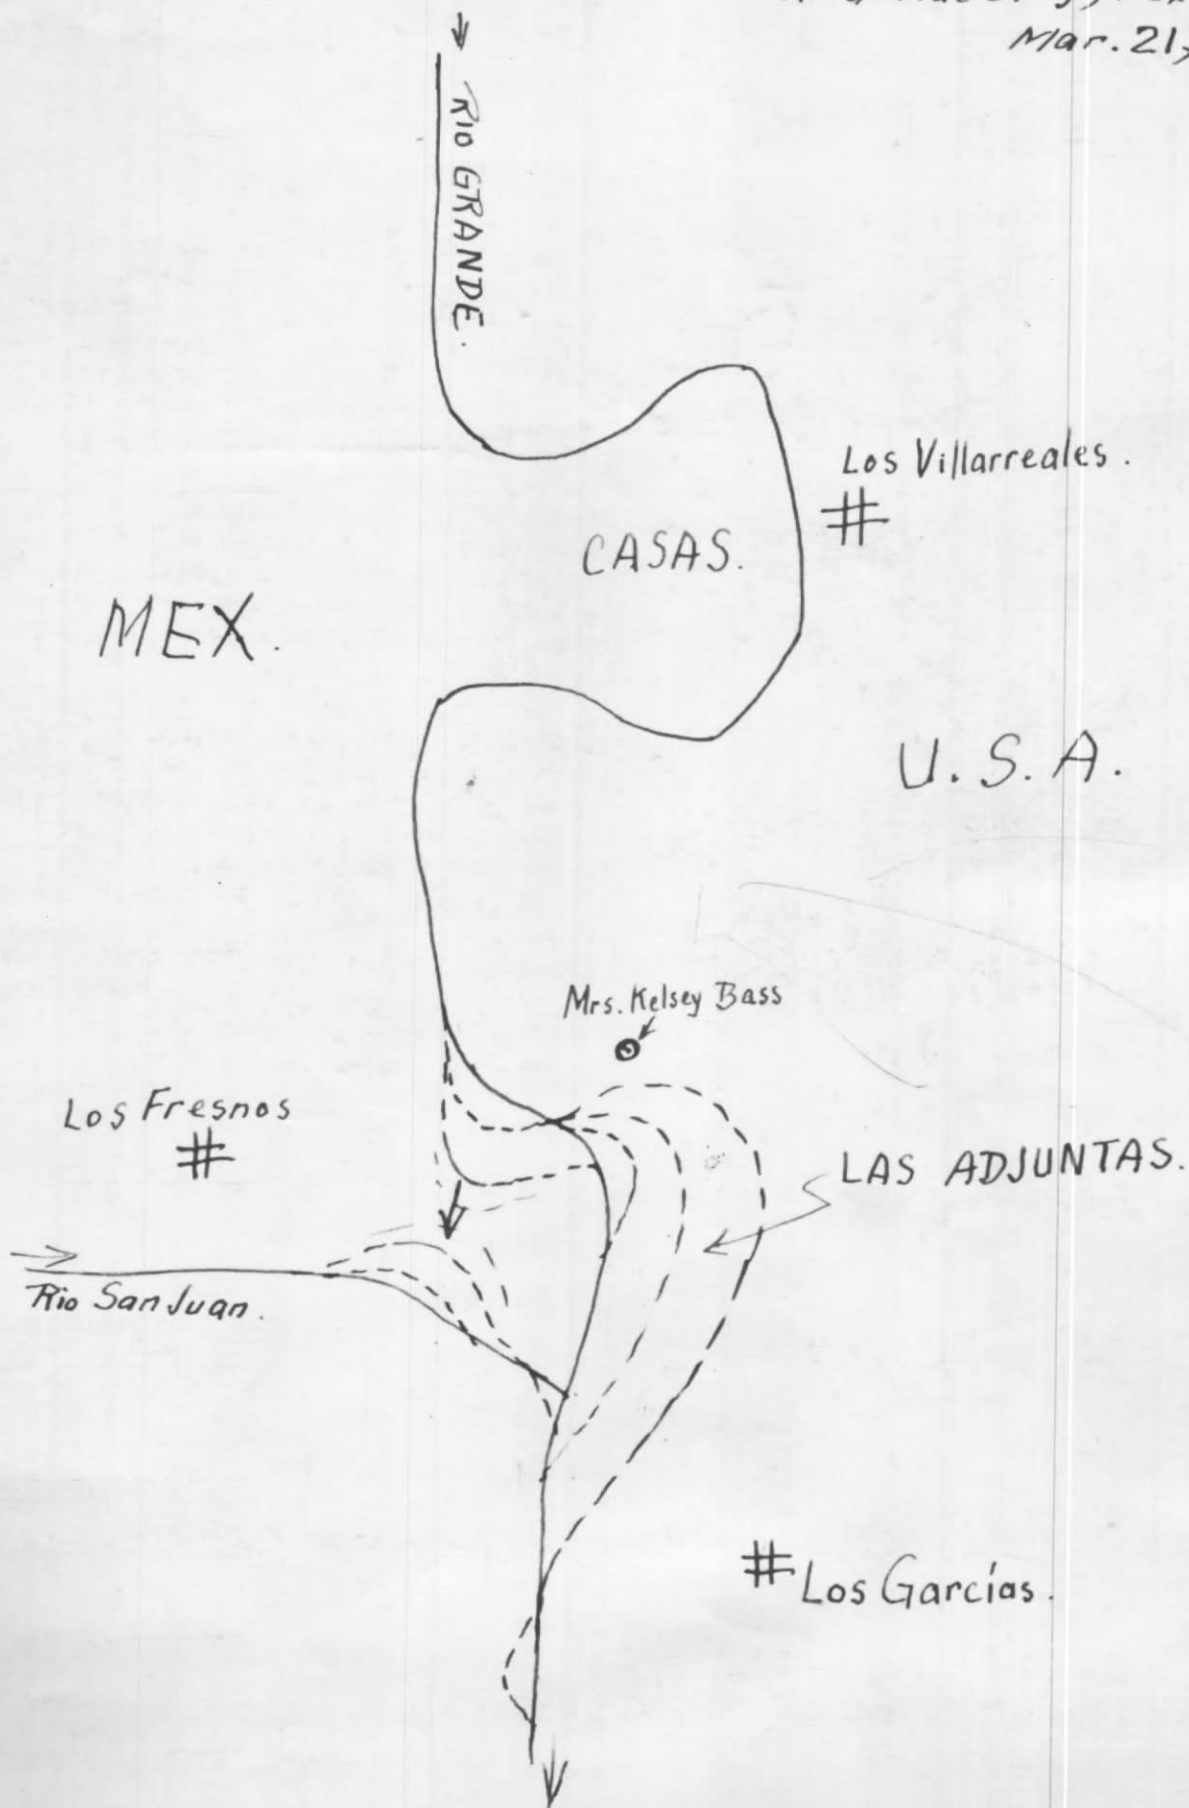 Mar. 21,
RIO GRANDE.
Los Villarreales.
CASAS.
MEX.
U.S.A.
Mrs. Kelsey Bass
Los Fresnos
LAS ADJUNTAS.
Rio San Juan.
Los Garcías.